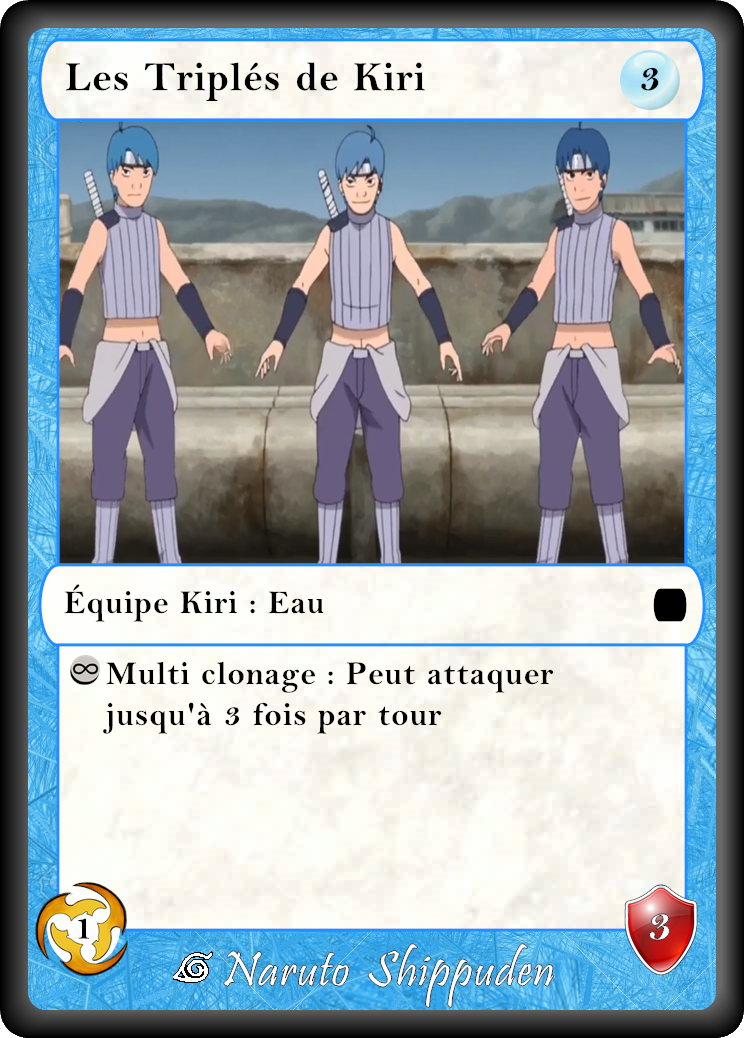 Les Triplés de Kiri
3
Équipe Kiri : Eau
Multi clonage : Peut attaquer
jusqu'à 3 fois par tour
1
3
Naruto Shippuden